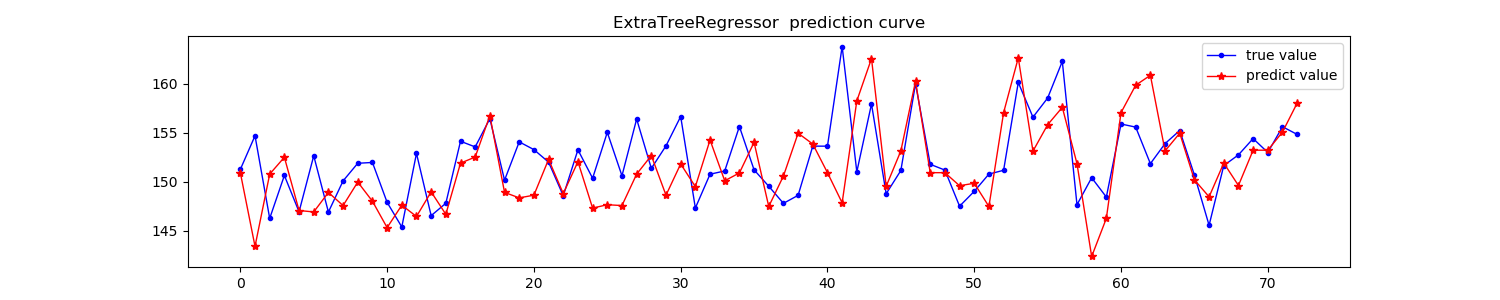 ExtraTreeRegressor  prediction curve
true value
predict value
160
155
150
145
0 10 20 30 40 50 60 70